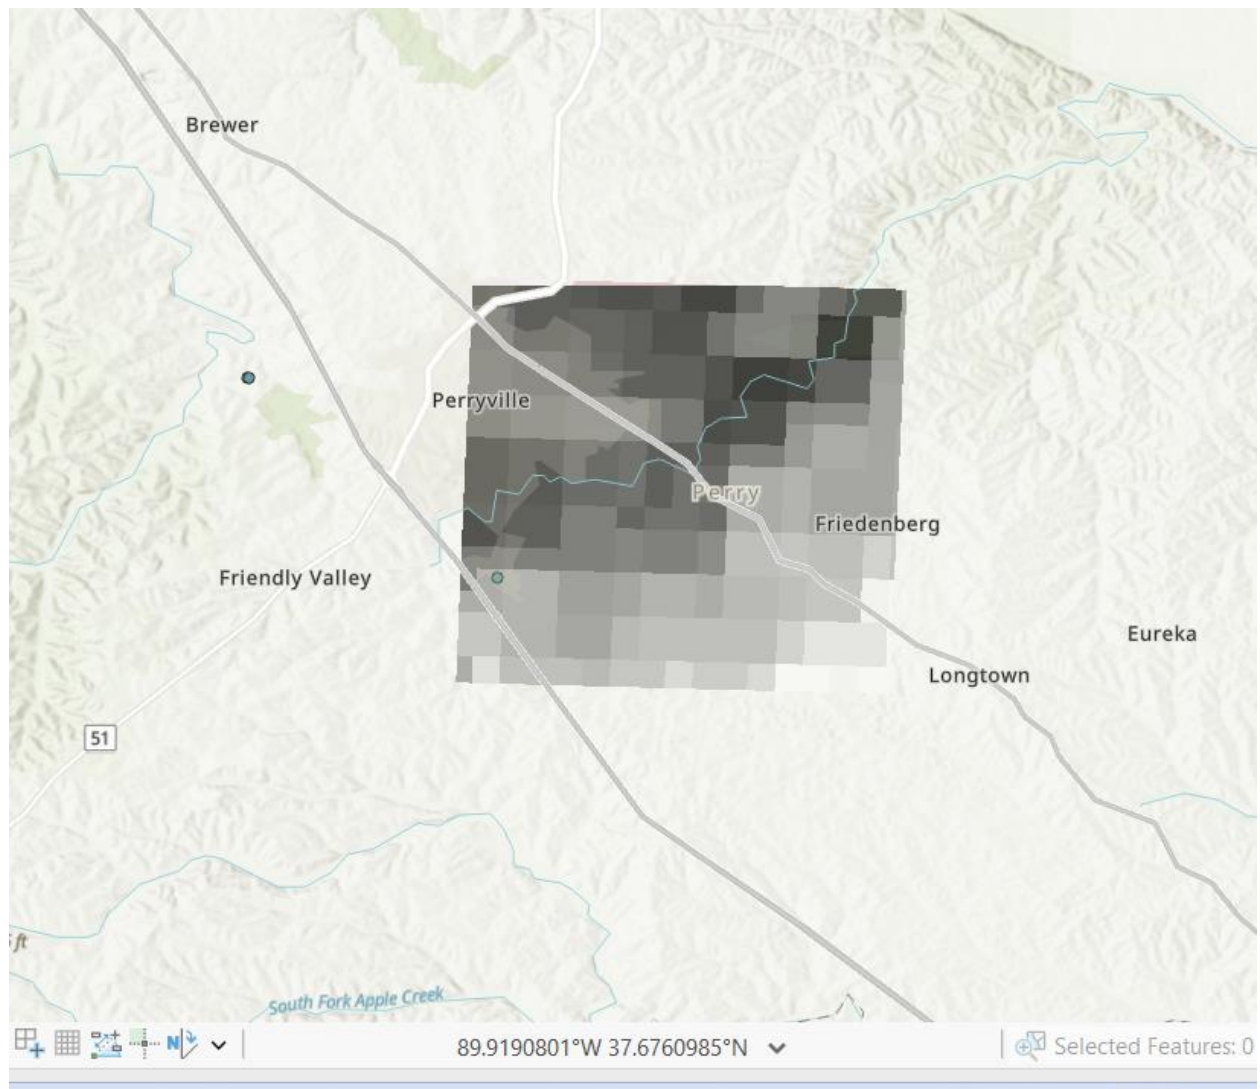 Brewer
Perryville
Perry
Friedenberg
Friendly Valley
Eureka
Longtown
51
ft
South Fork Apple Creek
N
89.9190801°W 37.6760985°N
Selected Features: 0